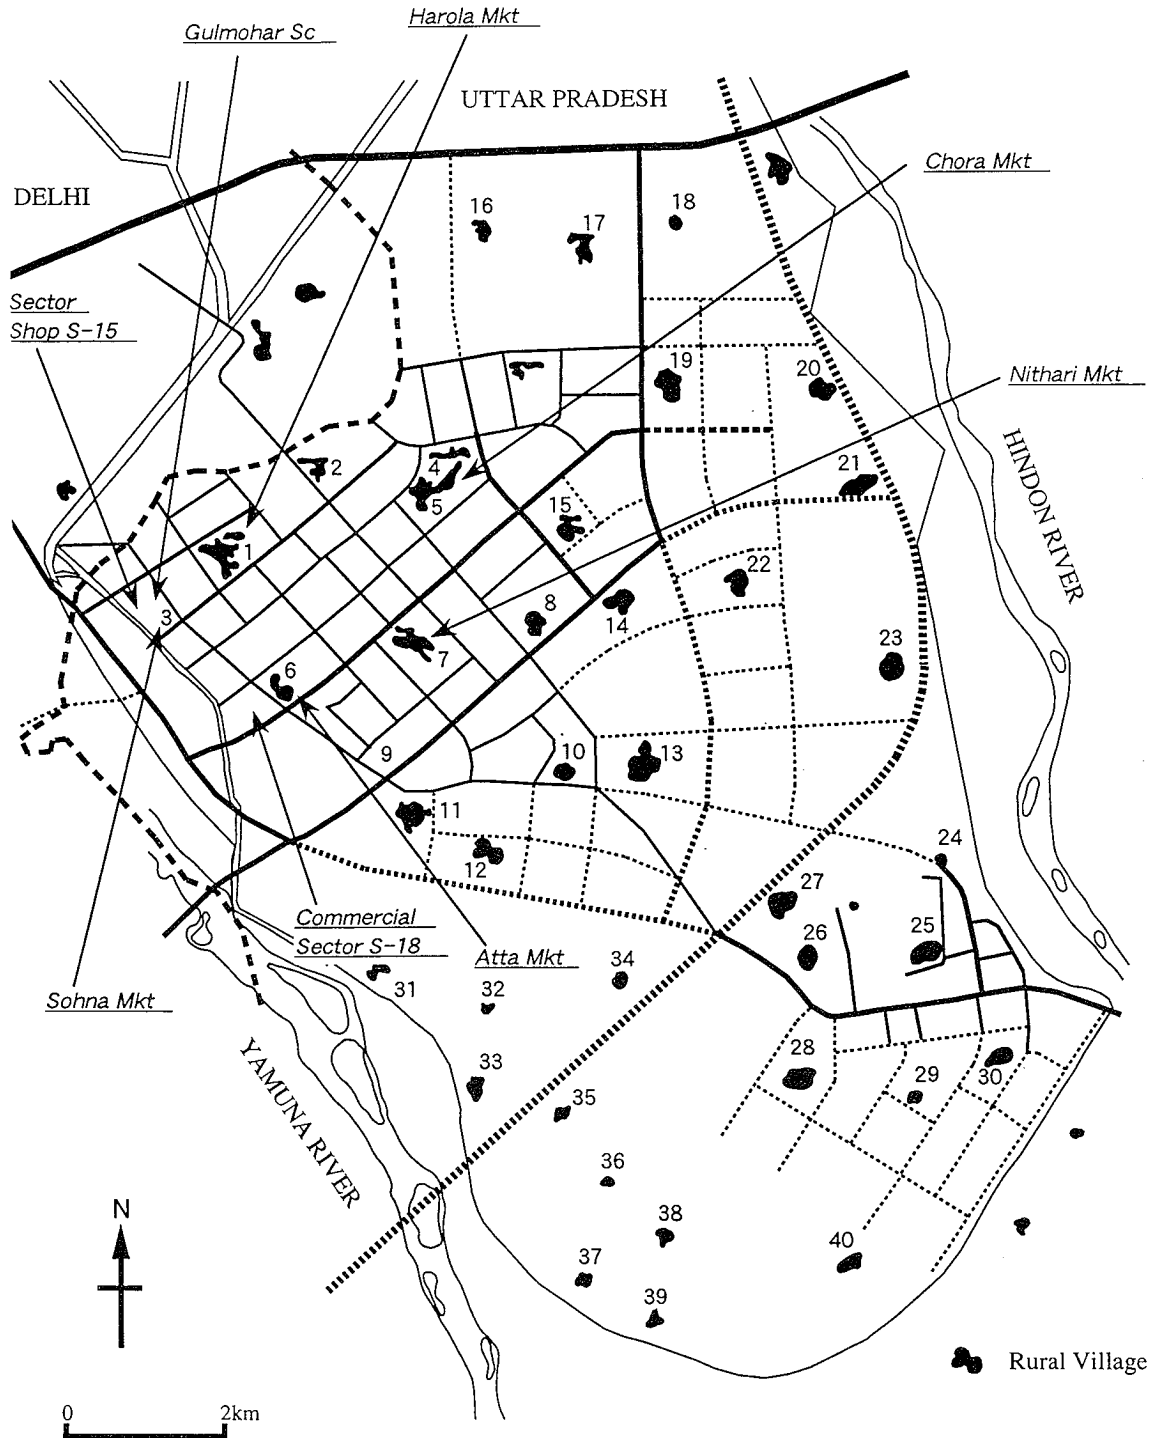 Harola Mkt
Gulmohar Sc
UTTAR PRADESH
Chora Mkt
DELHI
16
17
18
Sector
Shop S-15
19
20
Nithari Mkt
HINDON RIVER
2
4
5
21
15
1
22
3
8
14
7
23
6
9
10
13
11
12
24
27
25
26
Commercial
Sector S-18
Atta Mkt
34
31
32
Sohna Mkt
28
29
30
33
YAMUNA RIVER
35
36
N
38
40
37
39
Rural Village
0 2km